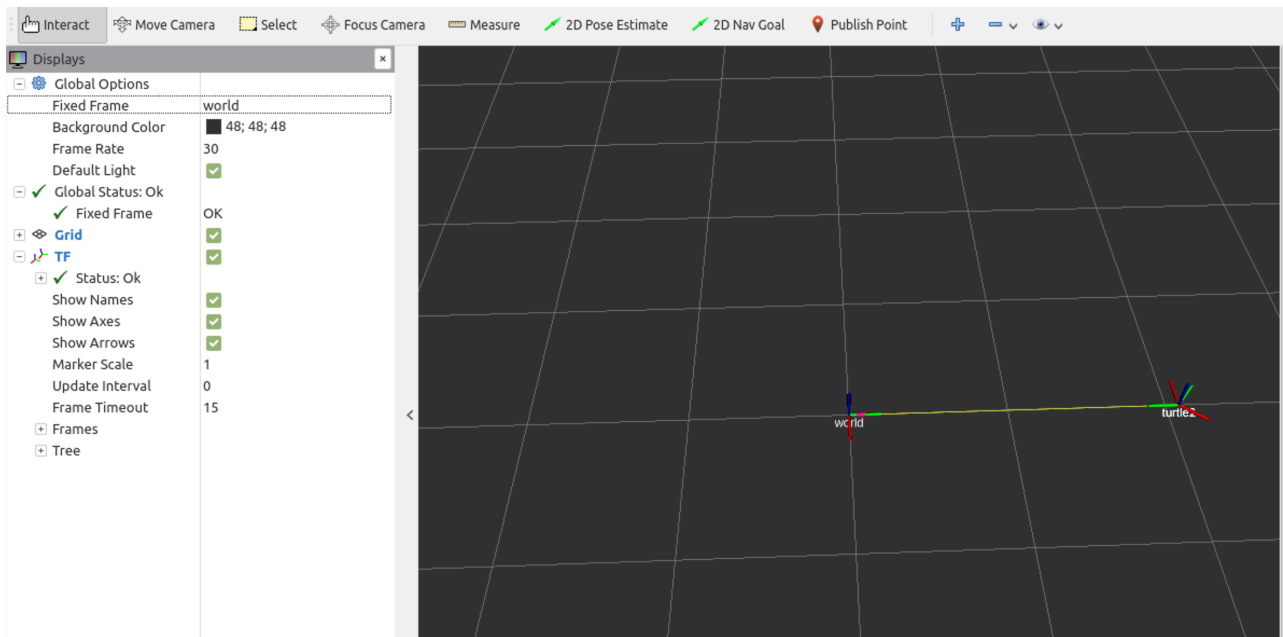 Interact Move Camera Select Focus Camera Measure 2D Pose Estimate 2D Nav Goal Publish Point
Displays
Global Options
Fixed Frame world
Background Color 48; 48; 48
Frame Rate 30
Default Light
Global Status: Ok
Fixed Frame OK
Grid
TF
Status: Ok
Show Names
Show Axes
Show Arrows
Marker Scale 1
Update Interval 0
Frame Timeout 15
Frames
Tree
world
turtle2